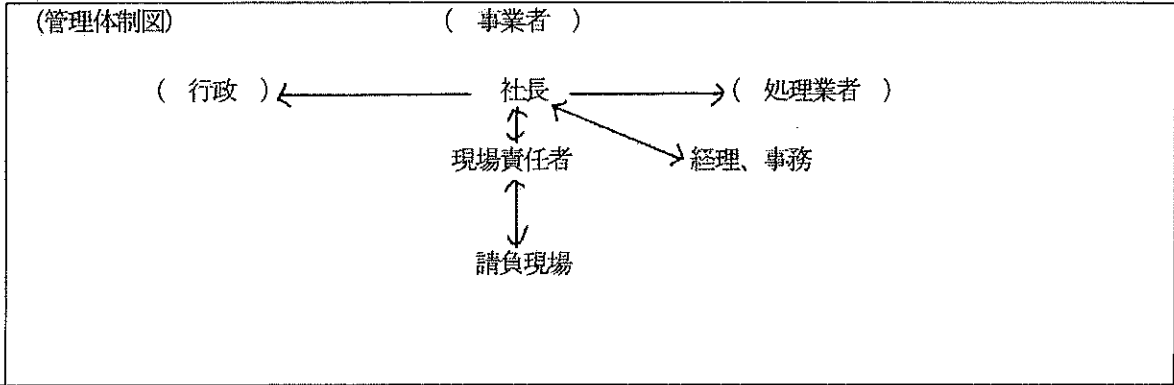 (管理体制図) ( 事業者 )
( 行政 ) 社長 ( 処理業者 )
現場責任者 経理、事務
請負現場